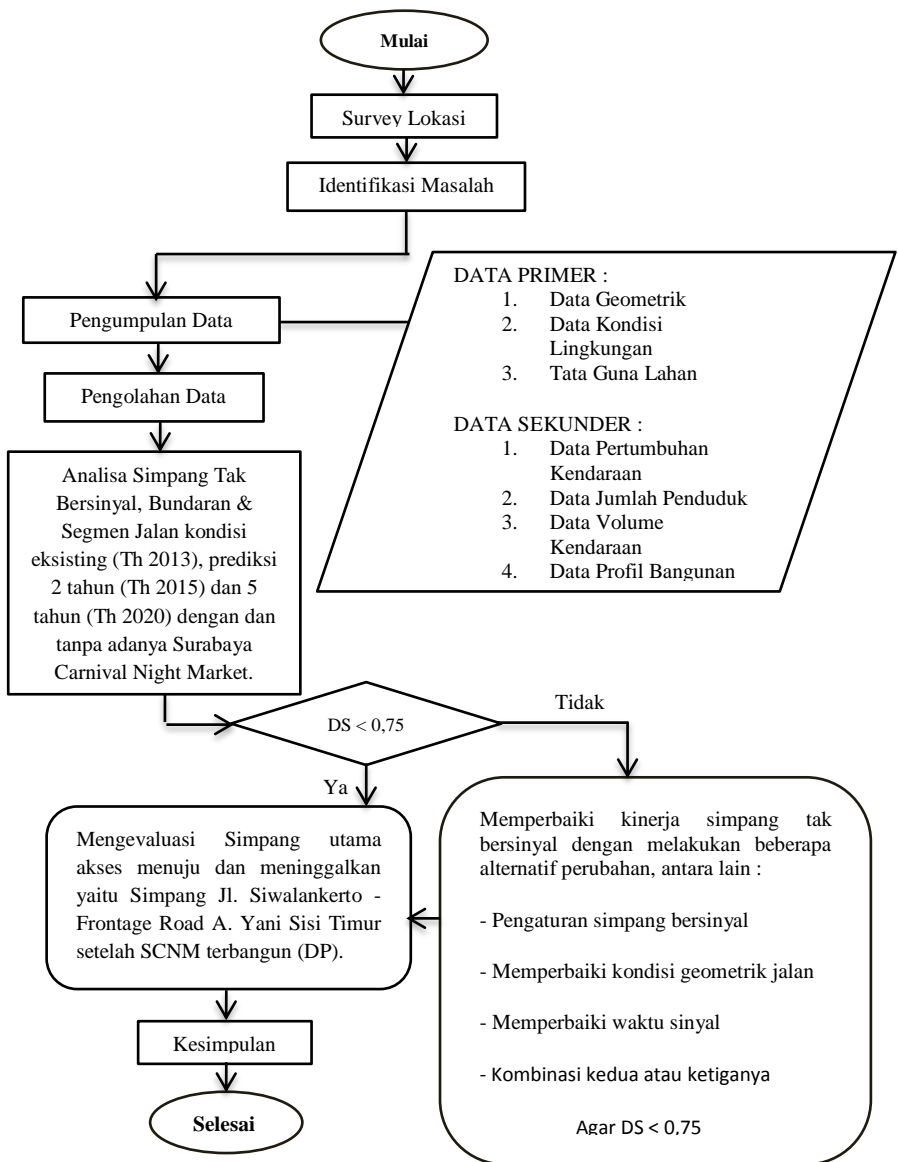 Mulai
Survey Lokasi
Identifikasi Masalah
Pengumpulan Data
DATA PRIMER :
1. Data Geometrik
2. Data Kondisi
Lingkungan
3. Tata Guna Lahan
DATA SEKUNDER :
1. Data Pertumbuhan
Kendaraan
2. Data Jumlah Penduduk
3. Data Volume
Kendaraan
4. Data Profil Bangunan
Pengolahan Data
Analisa Simpang Tak
Bersinyal, Bundaran &
Segmen Jalan kondisi
eksisting (Th 2013), prediksi
2 tahun (Th 2015) dan 5
tahun (Th 2020) dengan dan
tanpa adanya Surabaya
Carnival Night Market.
DS < 0,75
Tidak
Ya
Memperbaiki kinerja simpang tak
bersinyal dengan melakukan beberapa
alternatif perubahan, antara lain :
- Pengaturan simpang bersinyal
- Memperbaiki kondisi geometrik jalan
- Memperbaiki waktu sinyal
- Kombinasi kedua atau ketiganya
Agar DS < 0,75
Mengevaluasi Simpang utama
akses menuju dan meninggalkan
yaitu Simpang Jl. Siwalankerto -
Frontage Road A. Yani Sisi Timur
setelah SCNM terbangun (DP).
Kesimpulan
Selesai